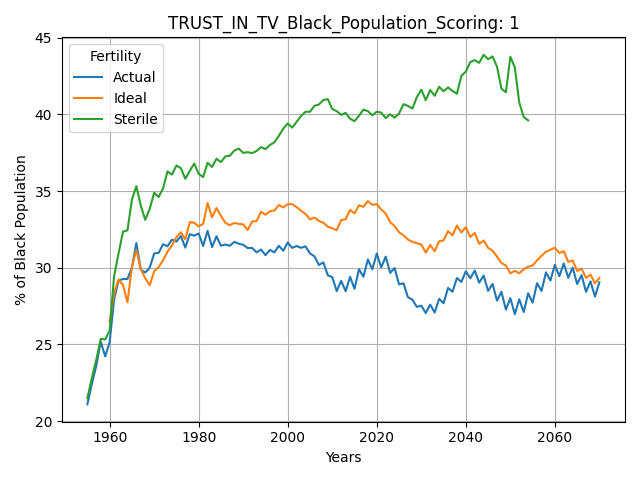 TRUST_IN_TV_Black_Population_Scoring: 1
Fertility
Actual
Ideal
Sterile
% of Black Population
45
40
35
30
25
20
1960 1980 2000 2020 2040 2060
Years